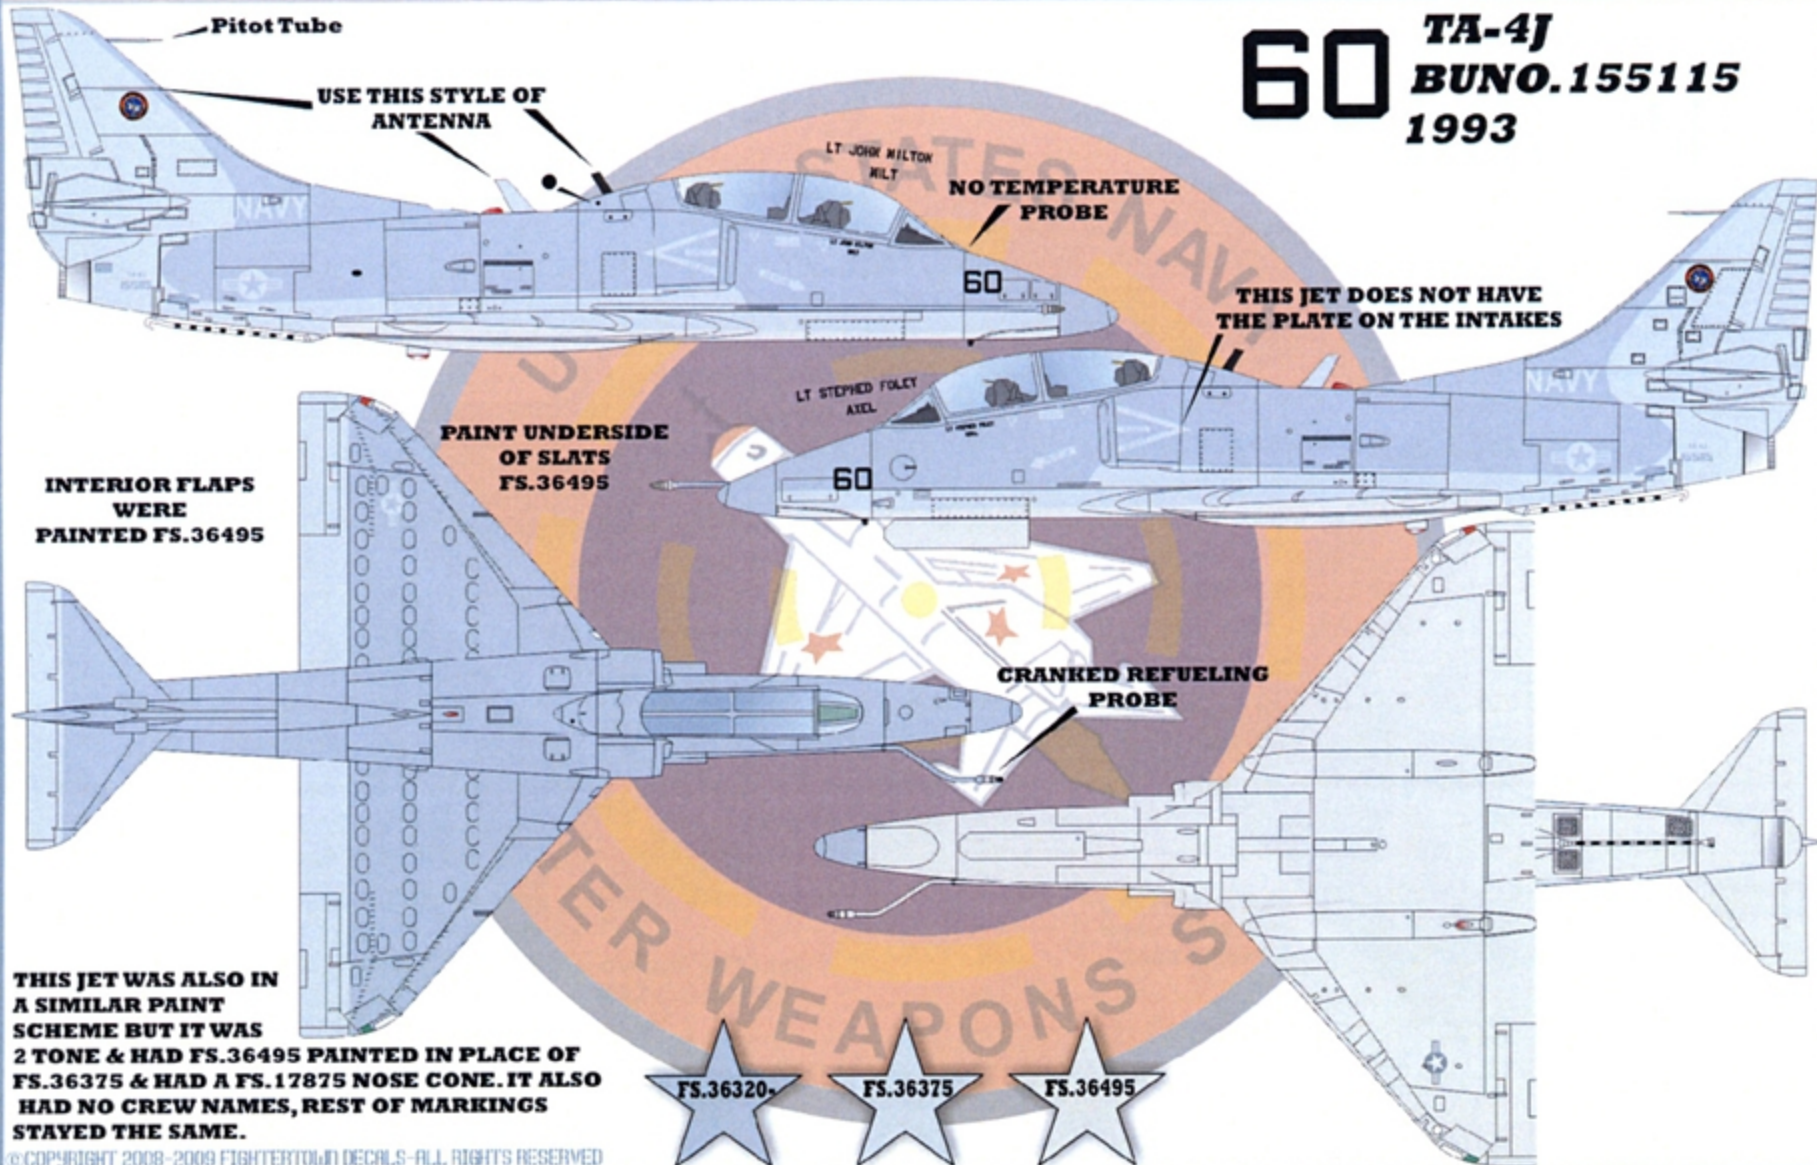 Pitot Tube
USE THIS STYLE OF
ANTENNA
60
TA-4J
BUNO.155115
1993
LT JOHN MILTON
MILT
NO TEMPERATURE
PROBE
STATES NAVY
NAVY
60
THIS JET DOES NOT HAVE
THE PLATE ON THE INTAKES
LT STEPHED FOLEY
AXEL
NAVY
60
PAINT UNDERSIDE
OF SLATS
FS.36495
INTERIOR FLAPS
WERE
PAINTED FS.36495
CRANKED REFUELING
PROBE
TER WEAPONS S
THIS JET WAS ALSO IN
A SIMILAR PAINT
SCHEME BUT IT WAS
2 TONE & HAD FS.36495 PAINTED IN PLACE OF
FS.36375 & HAD A FS.17875 NOSE CONE. IT ALSO
HAD NO CREW NAMES, REST OF MARKINGS
STAYED THE SAME.
FS.36320-
FS.36375
FS.36495
©COPYRIGHT 2008-2009 FIGHTERTOWN DECALS-ALL RIGHTS RESERVED